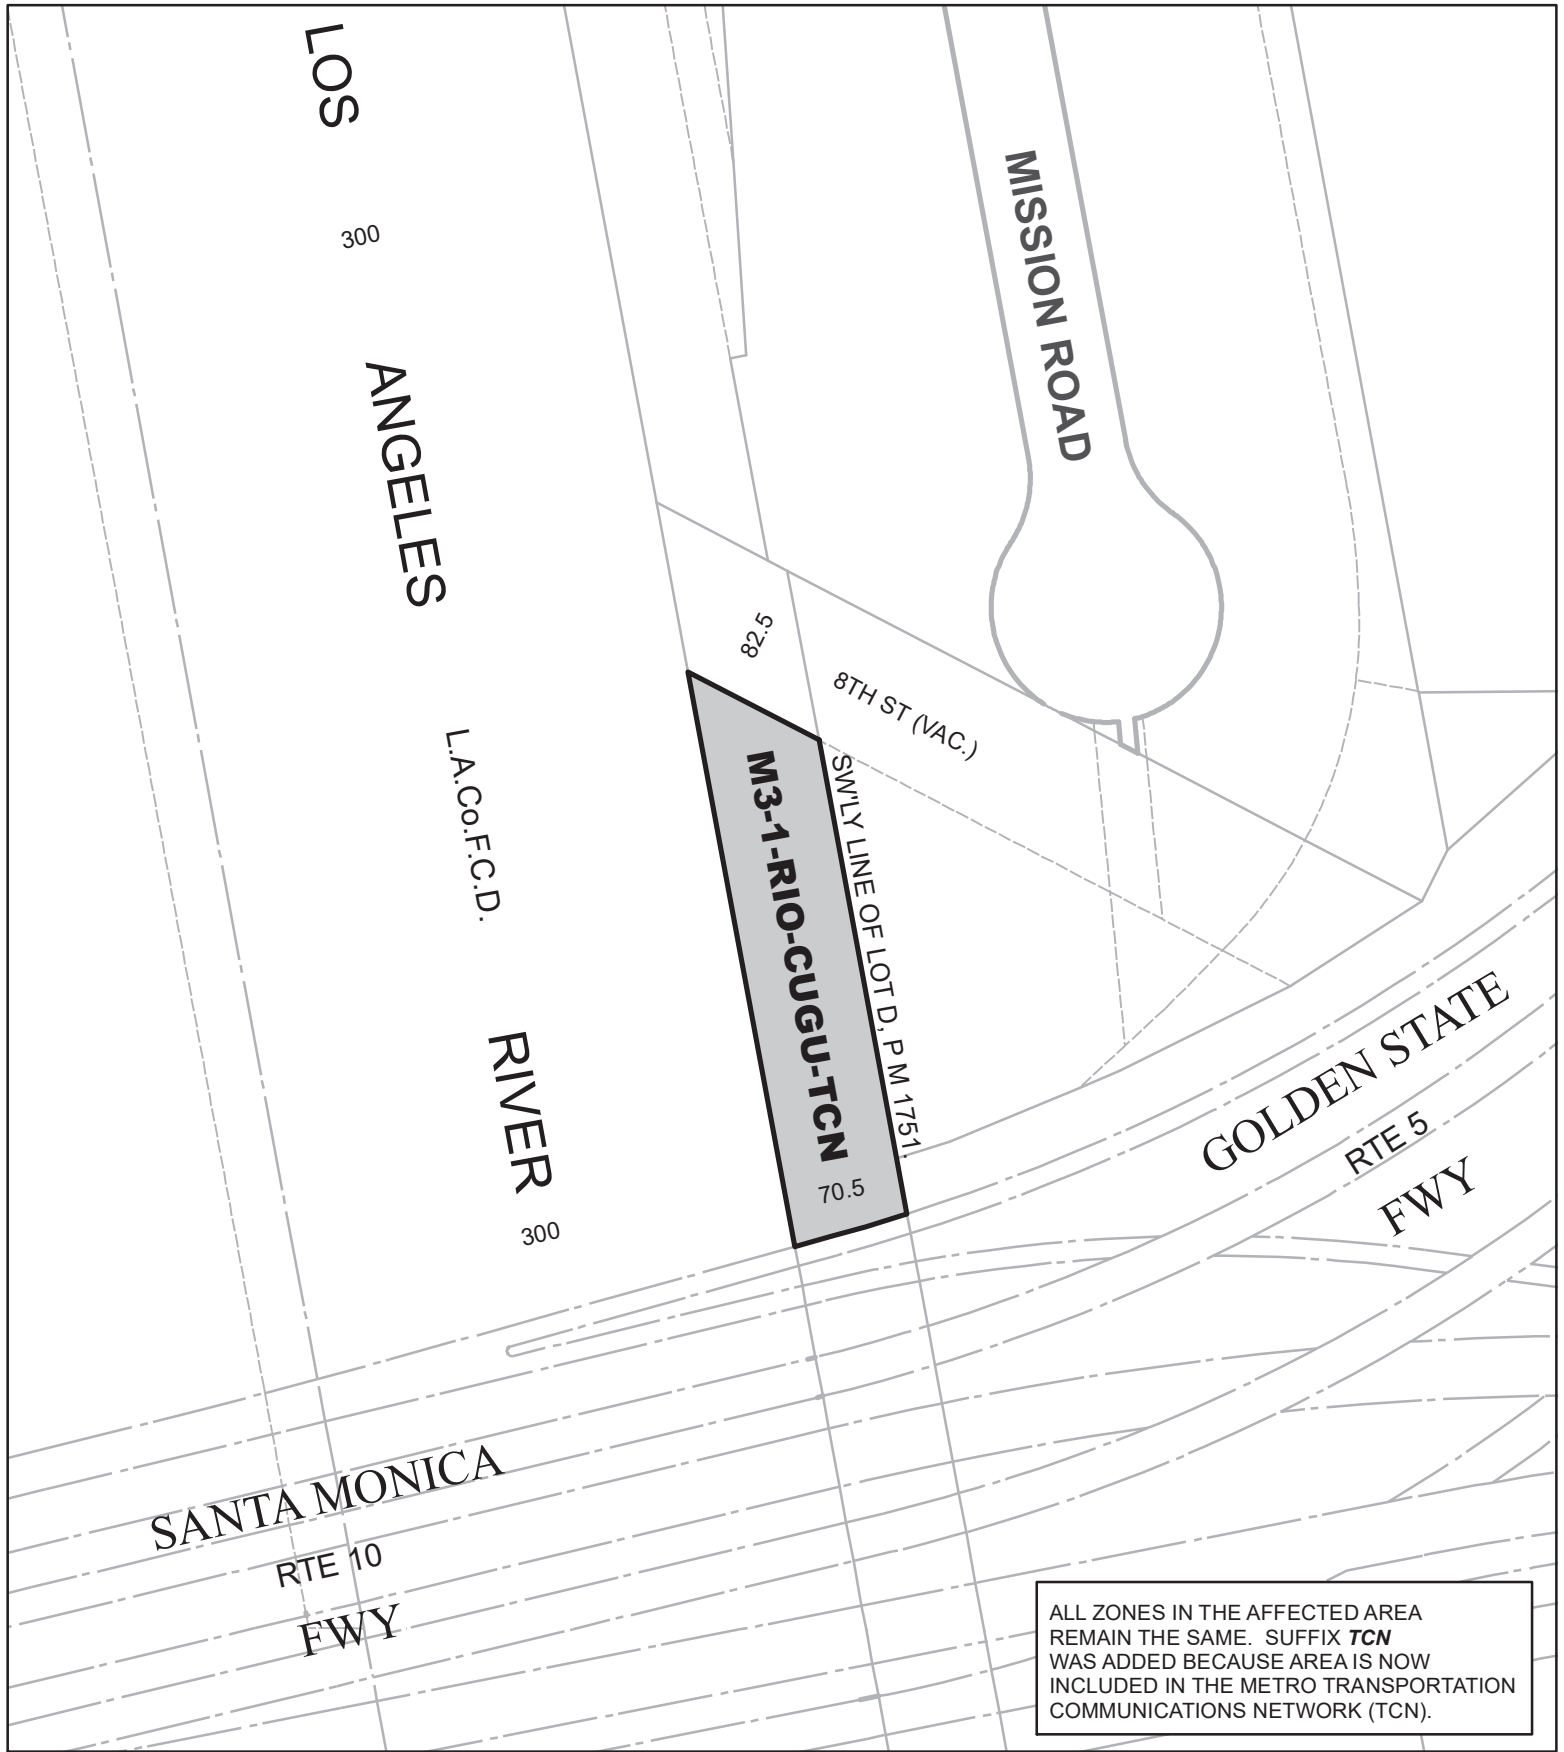 LOS
300
ANGELES
MISSION ROAD
82.5
8TH ST (VAC.)
L.A.Co.F.C.D.
M3-1-RIO-CUGU-TCN
SW'LY LINE OF LOT D, P M 1751.
70.5
RIVER
300
GOLDEN STATE
RTE 5
FWY
SANTA MONICA
RTE 10
FWY
ALL ZONES IN THE AFFECTED AREA
REMAIN THE SAME. SUFFIX TCN
WAS ADDED BECAUSE AREA IS NOW
INCLUDED IN THE METRO TRANSPORTATION
COMMUNICATIONS NETWORK (TCN).